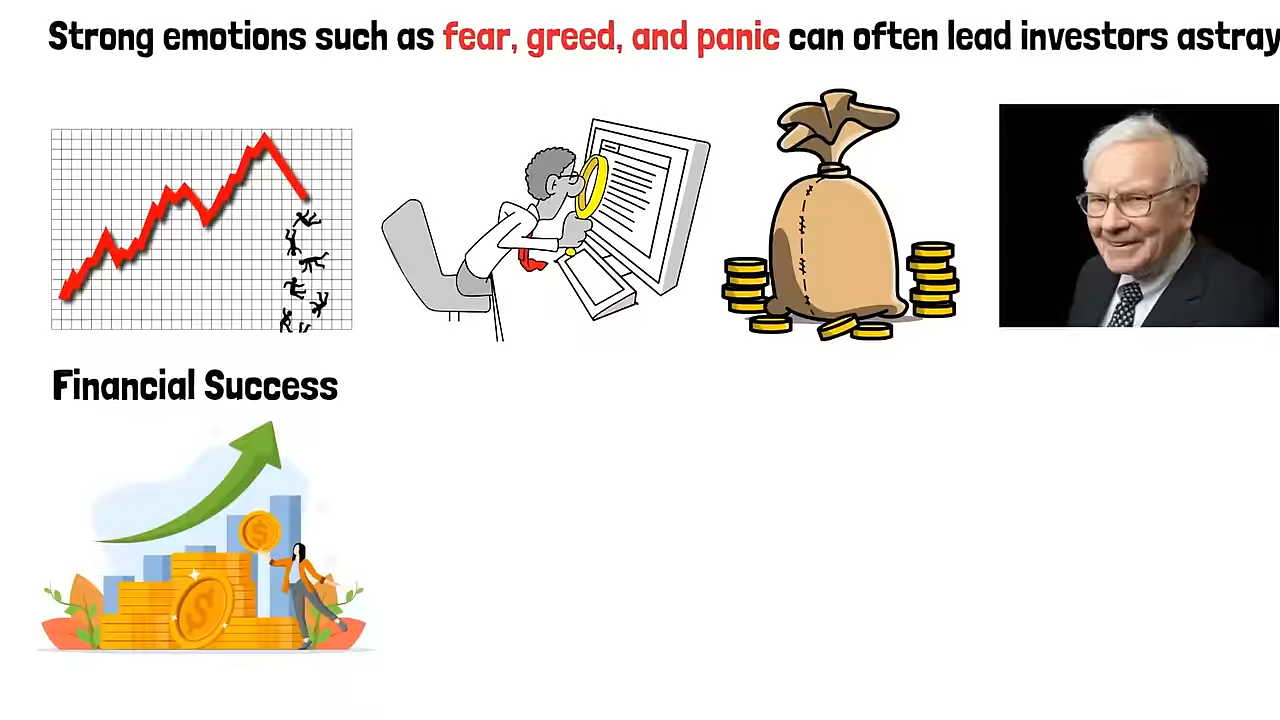 Strong emotions such as fear, greed, and panic can often lead investors astray
Financial Success
$
$